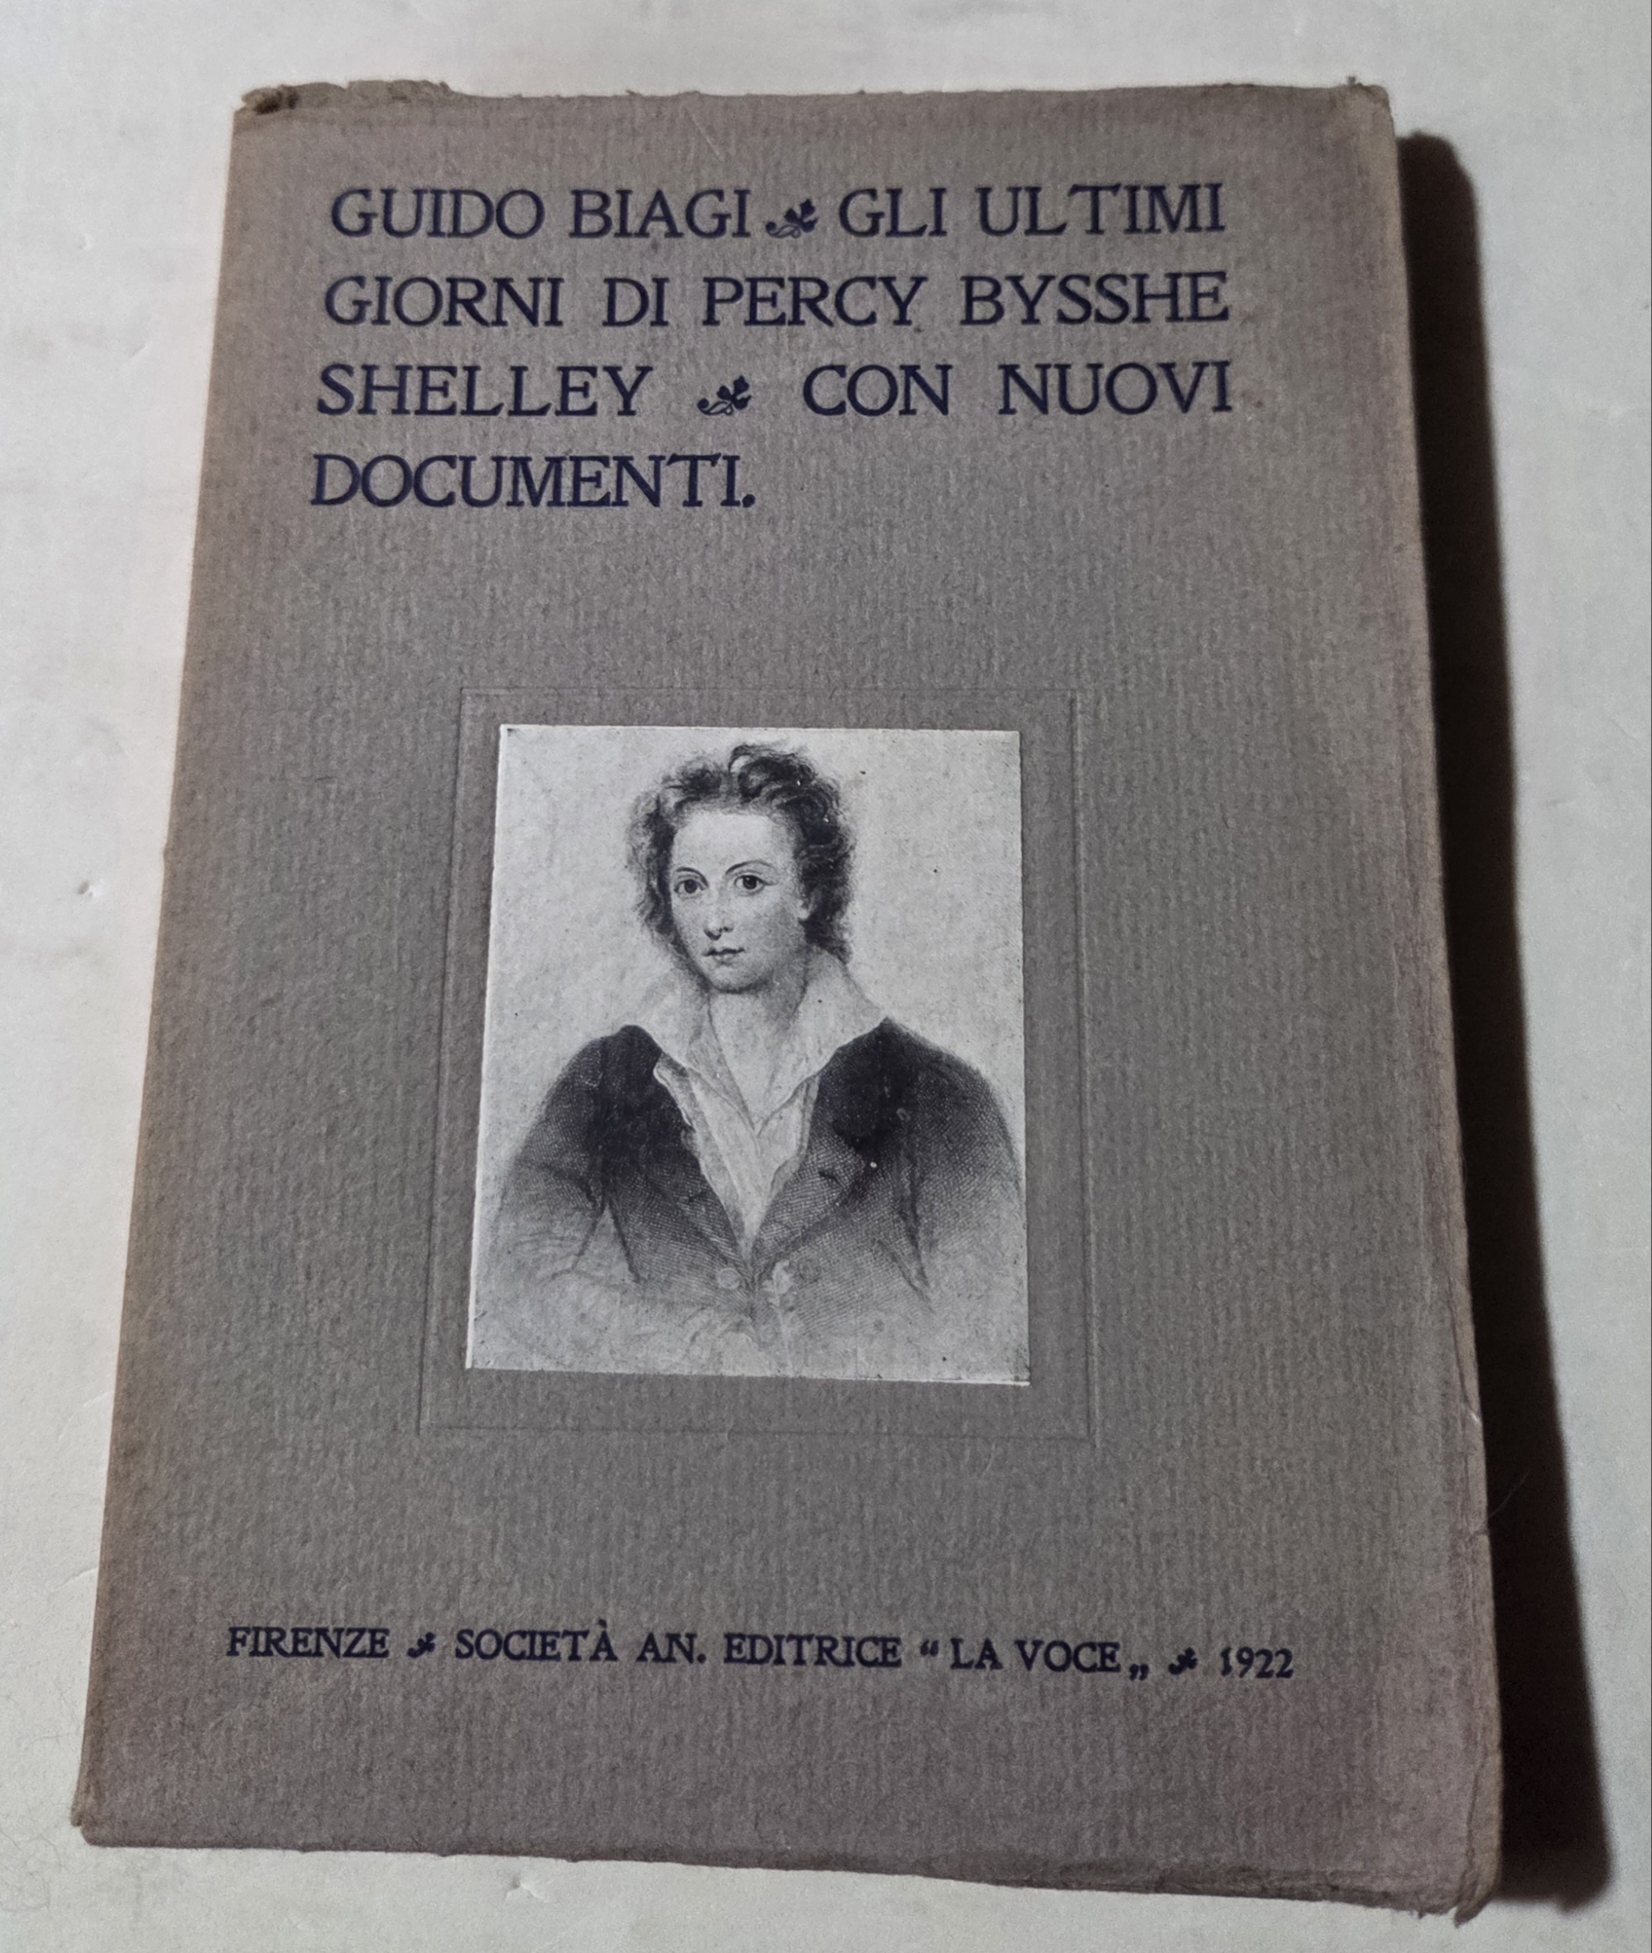 GUIDO BIAGI GLI ULTIMI
GIORNI DI PERCY BYSSHE
SHELLEY CON NUOVI
DOCUMENTI.
FIRENZE SOCIETÀ AN. EDITRICE “ LA VOCE „ 1922